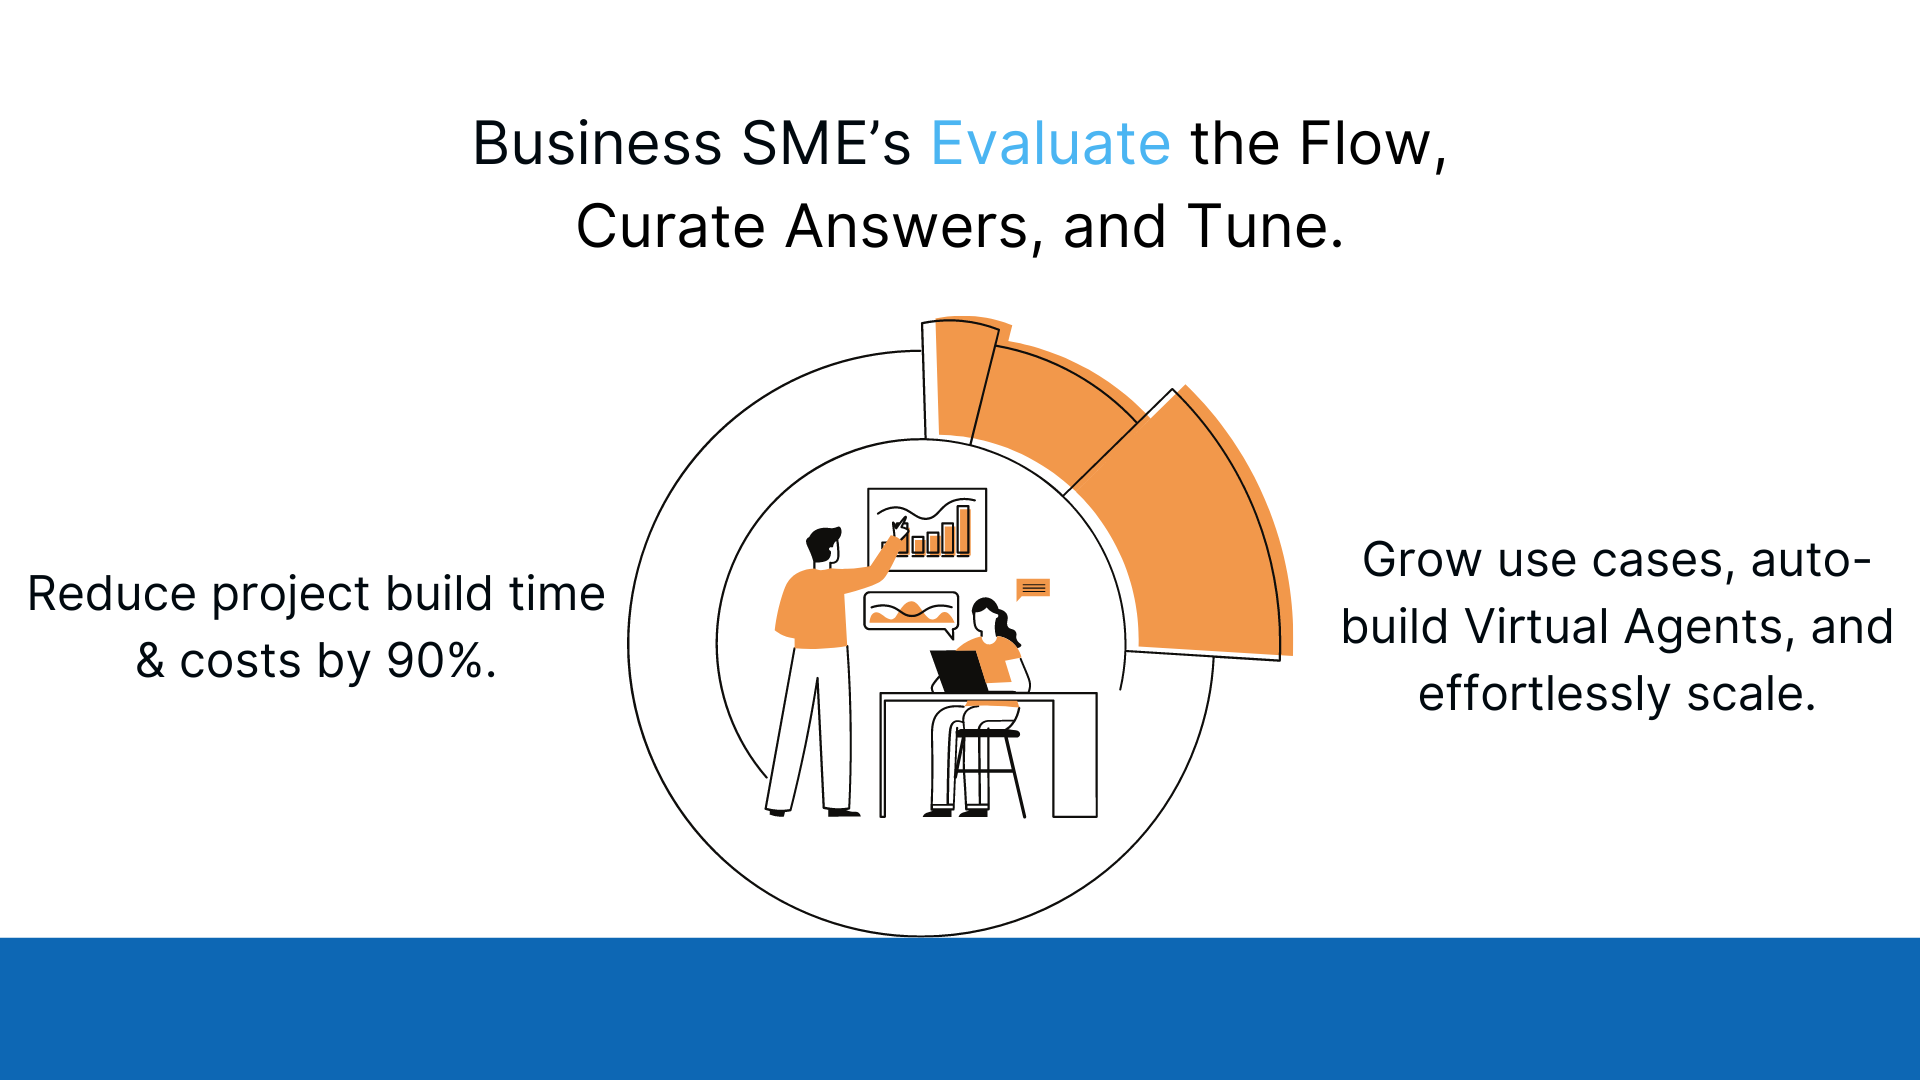 Business SME’s Evaluate the Flow,
Curate Answers, and Tune.
Reduce project build time
& costs by 90%.
Grow use cases, auto-
build Virtual Agents, and
effortlessly scale.